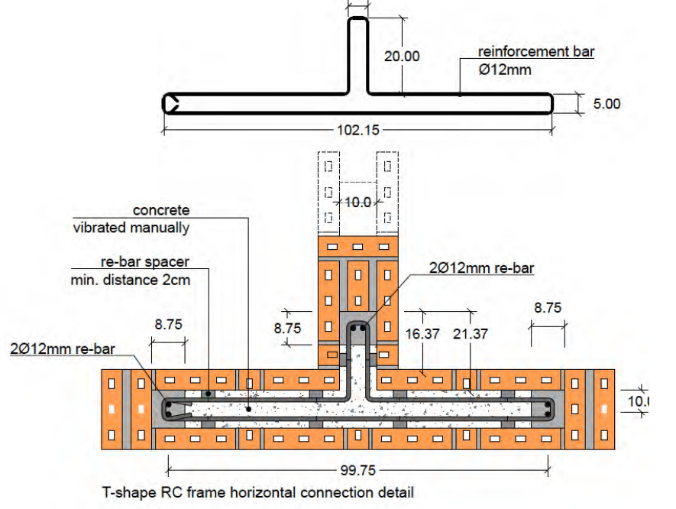 20.00
reinforcement bar
Ø12mm
5.00
102.15
10.0
concrete
vibrated manually
re-bar spacer
min. distance 2cm
2Ø12mm re-bar
8.75
8.75
16.37
21.37
8.75
2Ø12mm re-bar
10.
99.75
T-shape RC frame horizontal connection detail